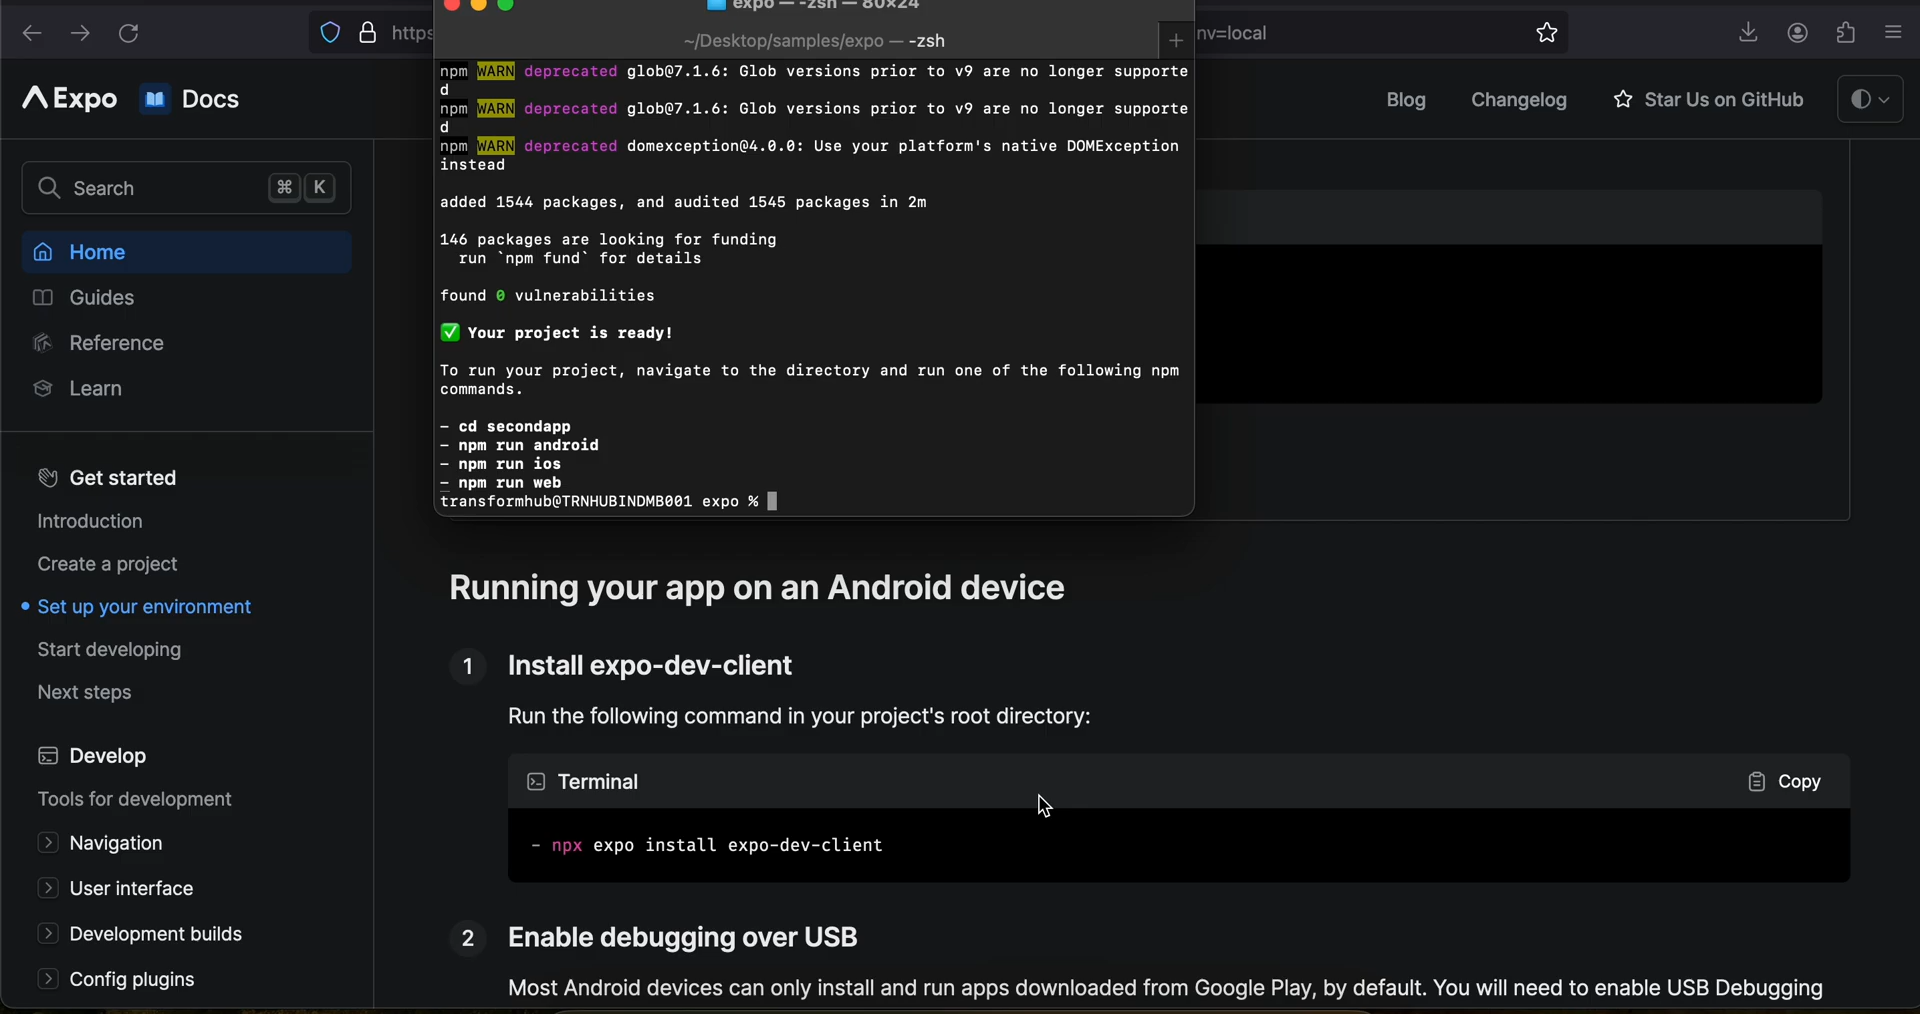 expo — -zsh — 80×24
https
nv=local
~/Desktop/samples/expo — -zsh
+
npm WARN deprecated glob@7.1.6: Glob versions prior to v9 are no longer supporte
d
npm WARN deprecated glob@7.1.6: Glob versions prior to v9 are no longer supporte
d
npm WARN deprecated domexception@4.0.0: Use your platform's native DOMException
instead
added 1544 packages, and audited 1545 packages in 2m
146 packages are looking for funding
run `npm fund` for details
found 0 vulnerabilities
✅ Your project is ready!
To run your project, navigate to the directory and run one of the following npm
commands.
- cd secondapp
- npm run android
- npm run ios
- npm run web
transformhub@TRNHUBINDMB001 expo %
Expo Docs
Blog
Changelog
Star Us on GitHub
Search ⌘ K
Home
Guides
Reference
Learn
Get started
Introduction
Create a project
Set up your environment
Start developing
Next steps
Develop
Tools for development
Navigation
User interface
Development builds
Config plugins
Running your app on an Android device
1 Install expo-dev-client
Run the following command in your project's root directory:
Terminal
Copy
- npx expo install expo-dev-client
2 Enable debugging over USB
Most Android devices can only install and run apps downloaded from Google Play, by default. You will need to enable USB Debugging